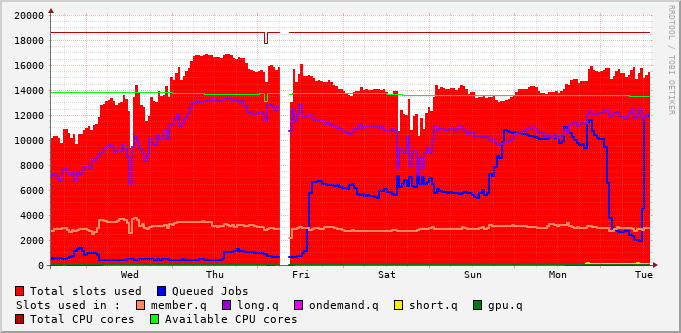 RRDTOOL / TOBI OETIKER
20000
18000
16000
14000
12000
10000
8000
6000
4000
2000
0
Wed Thu Fri Sat Sun Mon Tue
Total slots used Queued Jobs
Slots used in : member.q long.q ondemand.q short.q gpu.q
Total CPU cores Available CPU cores